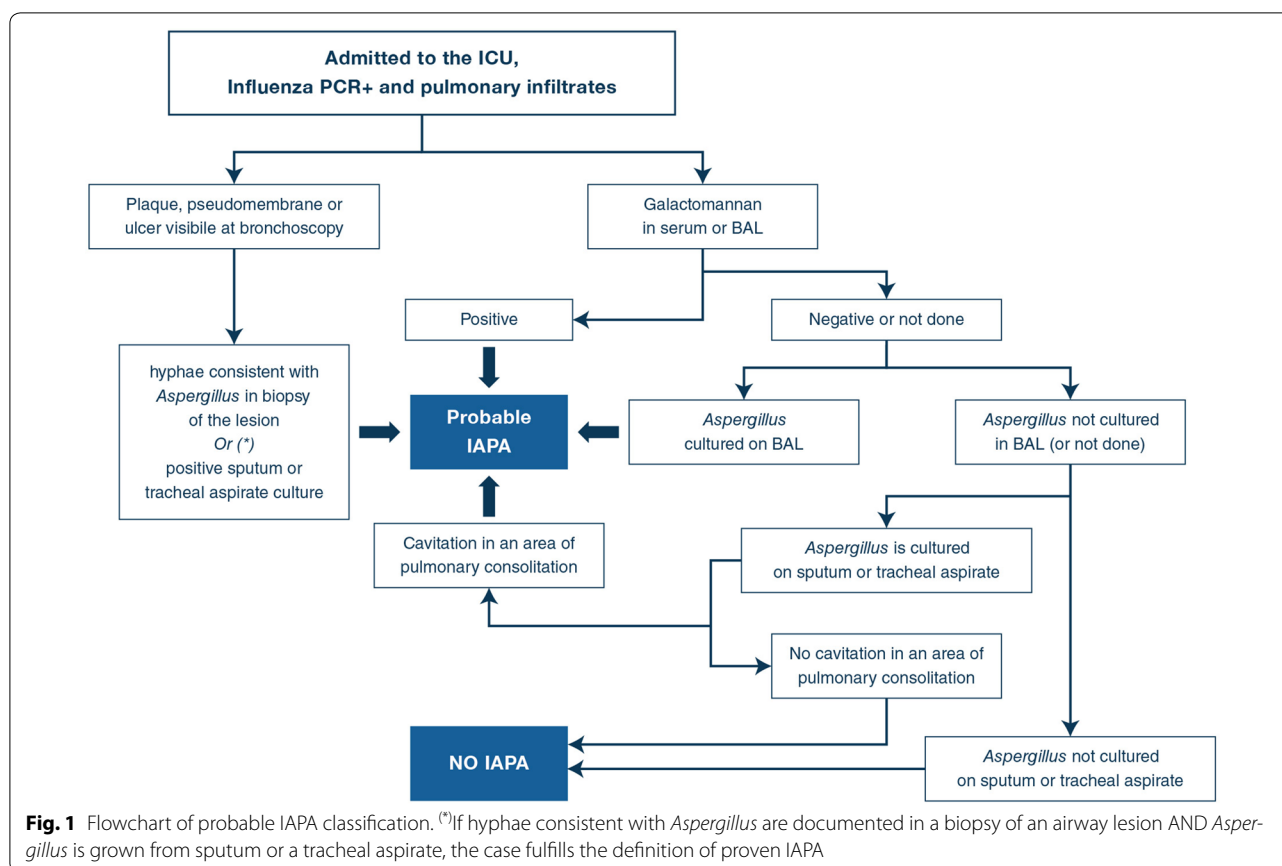 Admitted to the ICU,
Influenza PCR+ and pulmonary infiltrates
Plaque, pseudomembrane or
ulcer visibile at bronchoscopy
Galactomannan
in serum or BAL
Positive
Negative or not done
hyphae consistent with
Aspergillus in biopsy
of the lesion
Or (*)
positive sputum or
tracheal aspirate culture
Probable
IAPA
Aspergillus
cultured on BAL
Aspergillus not cultured
in BAL (or not done)
Cavitation in an area of
pulmonary consolitation
Aspergillus is cultured
on sputum or tracheal aspirate
No cavitation in an area of
pulmonary consolitation
NO IAPA
Aspergillus not cultured
on sputum or tracheal aspirate
Fig. 1 Flowchart of probable IAPA classification. (*)If hyphae consistent with Aspergillus are documented in a biopsy of an airway lesion AND Asper-
gillus is grown from sputum or a tracheal aspirate, the case fulfills the definition of proven IAPA